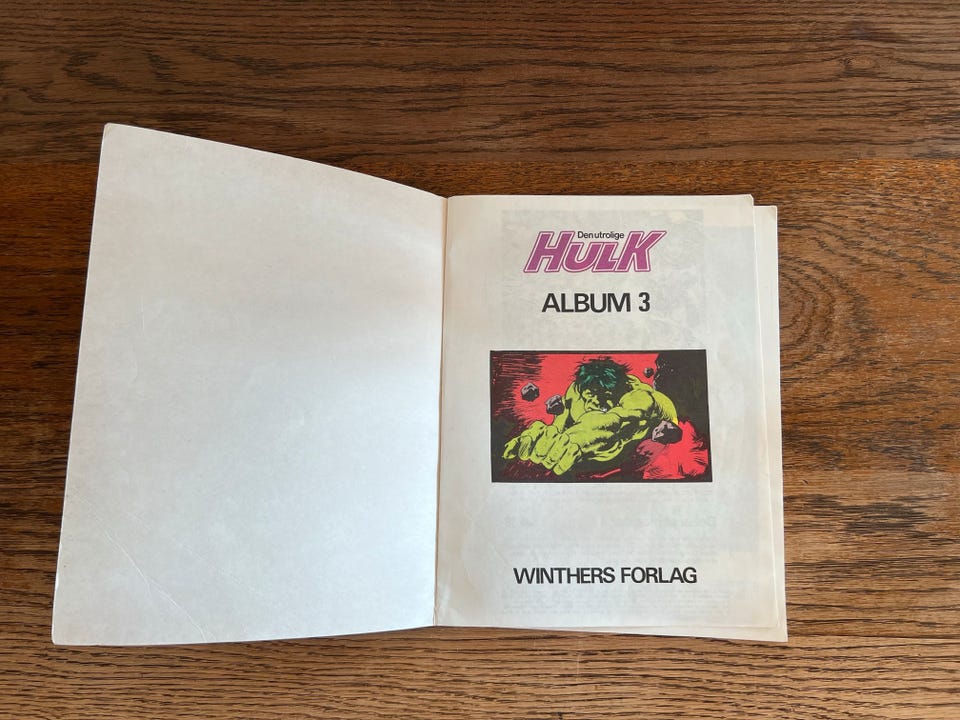 Den utrolige
HULK
ALBUM 3
WINTHERS FORLAG